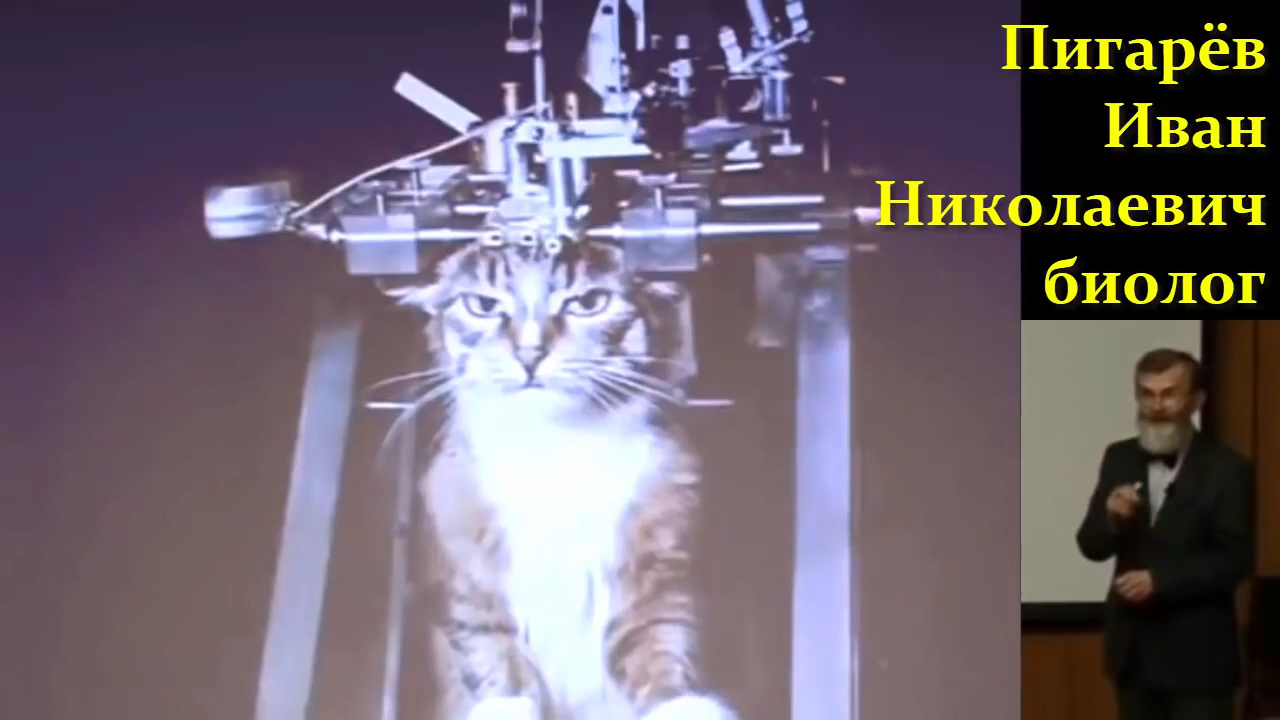 Пигарёв
Иван
Николаевич
биолог